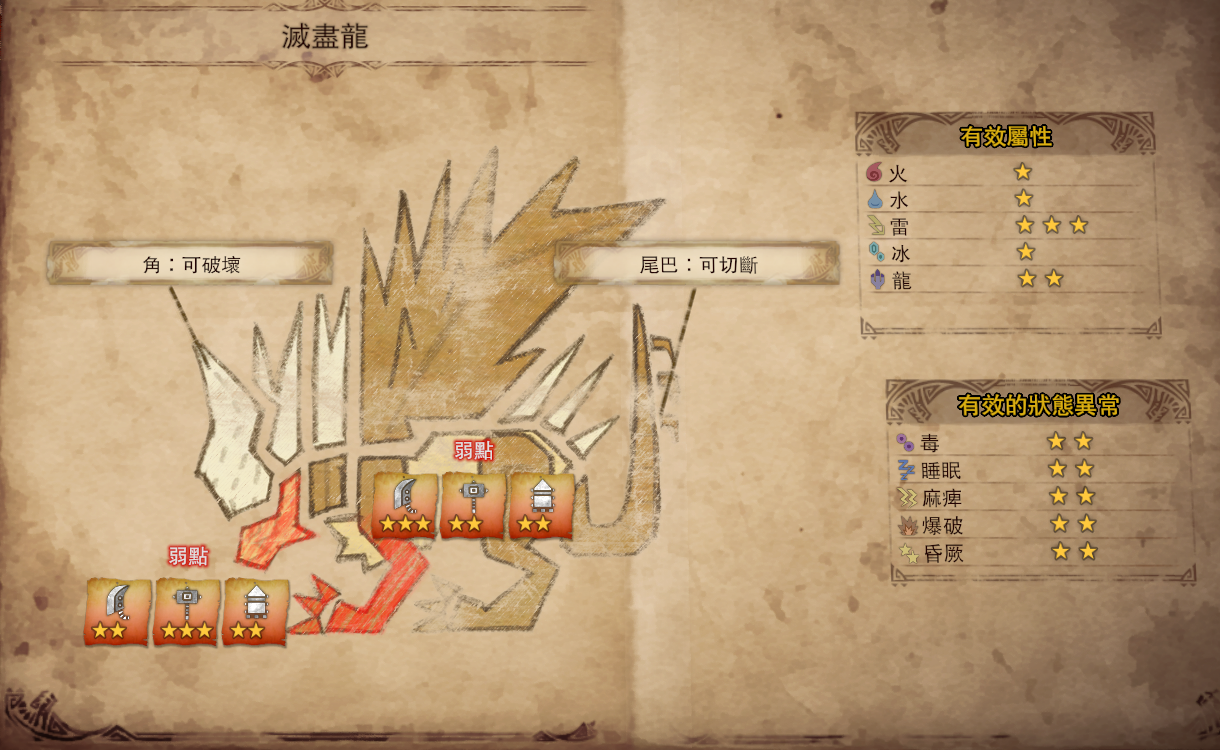 滅盡龍
角：可破壞
尾巴：可切斷
弱點
弱點
有效屬性
火
水
雷
冰
龍
有效的狀態異常
毒
睡眠
麻痺
爆破
昏厥